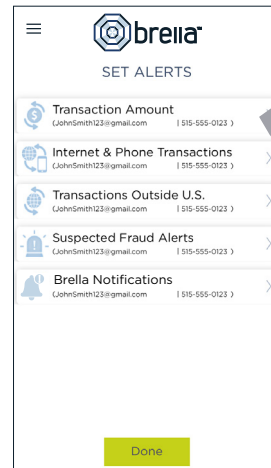 brella
SET ALERTS
Transaction Amount
(JohnSmith123@gmail.com | 515-555-0123 )
Internet & Phone Transactions
(JohnSmith123@gmail.com | 515-555-0123 )
Transactions Outside U.S.
(JohnSmith123@gmail.com | 515-555-0123 )
Suspected Fraud Alerts
(JohnSmith123@gmail.com | 515-555-0123 )
Brella Notifications
(JohnSmith123@gmail.com | 515-555-0123 )
Done